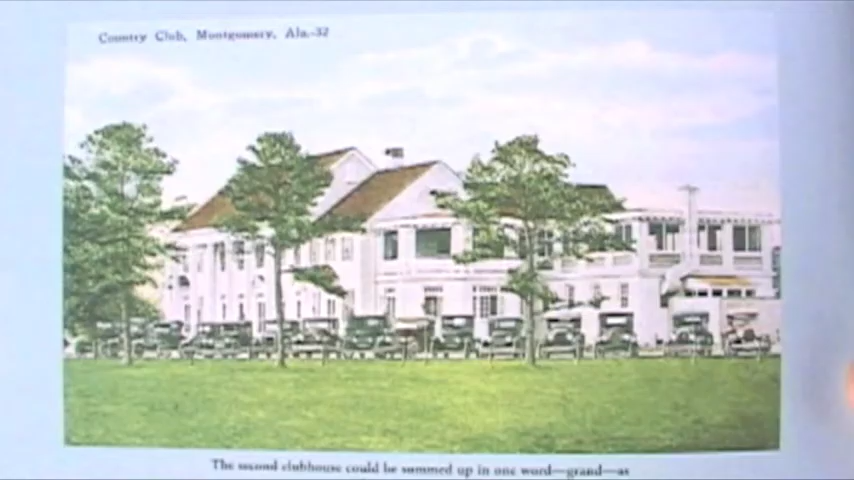 Country Club, Montgomery, Ala.-32
The second clubhouse could be summed up in one word—grand—as